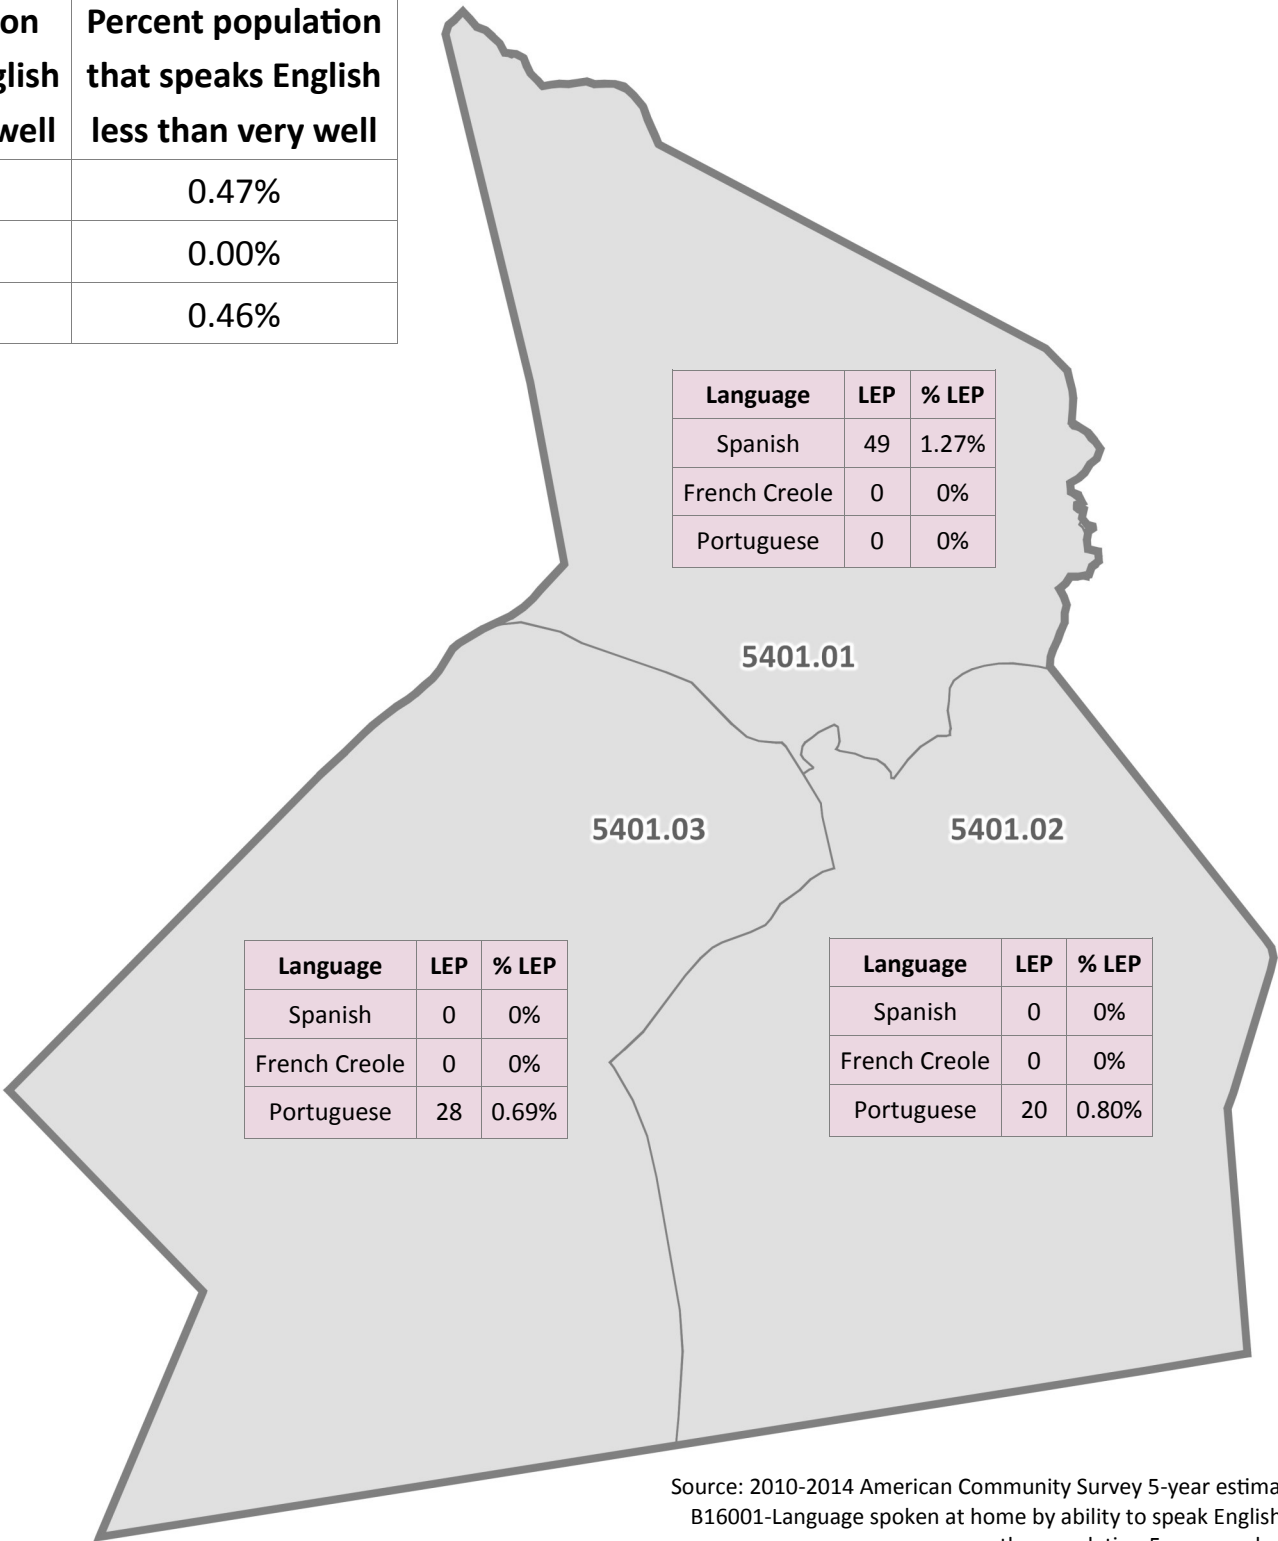 on Percent population
glish that speaks English
well less than very well
0.47%
0.00%
0.46%
Language LEP % LEP
Spanish 49 1.27%
French Creole 0 0%
Portuguese 0 0%
5401.01
5401.03 5401.02
Language LEP % LEP
Spanish 0 0%
French Creole 0 0%
Portuguese 28 0.69%
Language LEP % LEP
Spanish 0 0%
French Creole 0 0%
Portuguese 20 0.80%
Source: 2010-2014 American Community Survey 5-year estima
B16001-Language spoken at home by ability to speak English